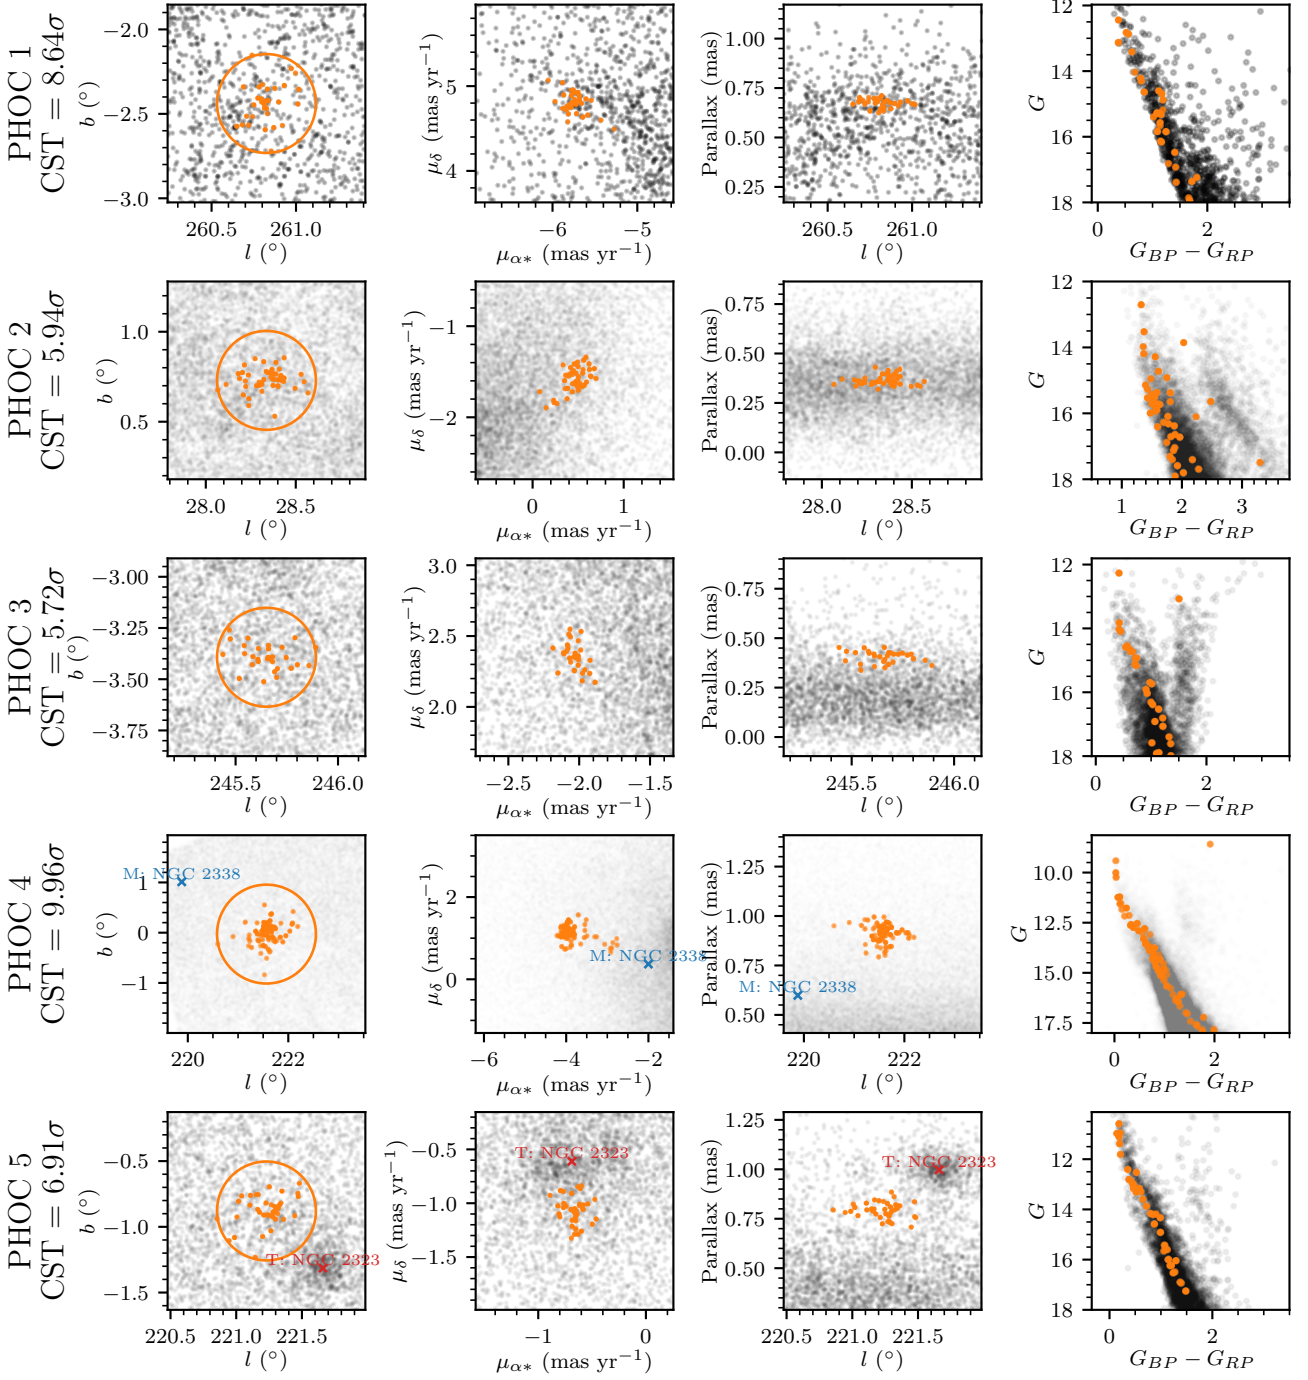 PHOC 1
CST = 8.64σ
−2.0
−2.5
−3.0
b (°)
260.5 261.0
l (°)
5
4
μδ (mas yr−1)
−6 −5
μα∗ (mas yr−1)
1.00
0.75
0.50
0.25
Parallax (mas)
260.5 261.0
l (°)
12
14
16
18
G
0 2
GBP − GRP
PHOC 2
CST = 5.94σ
1.0
0.5
b (°)
28.0 28.5
l (°)
−1
−2
μδ (mas yr−1)
0 1
μα∗ (mas yr−1)
0.75
0.50
0.25
0.00
Parallax (mas)
28.0 28.5
l (°)
12
14
16
18
G
1 2 3
GBP − GRP
PHOC 3
CST = 5.72σ
−3.00
−3.25
−3.50
−3.75
b (°)
245.5 246.0
l (°)
3.0
2.5
2.0
μδ (mas yr−1)
−2.5 −2.0 −1.5
μα∗ (mas yr−1)
0.75
0.50
0.25
0.00
Parallax (mas)
245.5 246.0
l (°)
12
14
16
18
G
0 2
GBP − GRP
PHOC 4
CST = 9.96σ
M: NGC 2338
1
0
−1
b (°)
220 222
l (°)
2
0
μδ (mas yr−1)
M: NGC 2338
−6 −4 −2
μα∗ (mas yr−1)
1.25
1.00
0.75
0.50
Parallax (mas)
M: NGC 2338
220 222
l (°)
10.0
12.5
15.0
17.5
G
0 2
GBP − GRP
PHOC 5
CST = 6.91σ
−0.5
−1.0
−1.5
b (°)
T: NGC 2323
220.5 221.0 221.5
l (°)
−0.5
−1.0
−1.5
μδ (mas yr−1)
T: NGC 2323
−1 0
μα∗ (mas yr−1)
1.25
1.00
0.75
0.50
Parallax (mas)
T: NGC 2323
220.5 221.0 221.5
l (°)
12
14
16
18
G
0 2
GBP − GRP